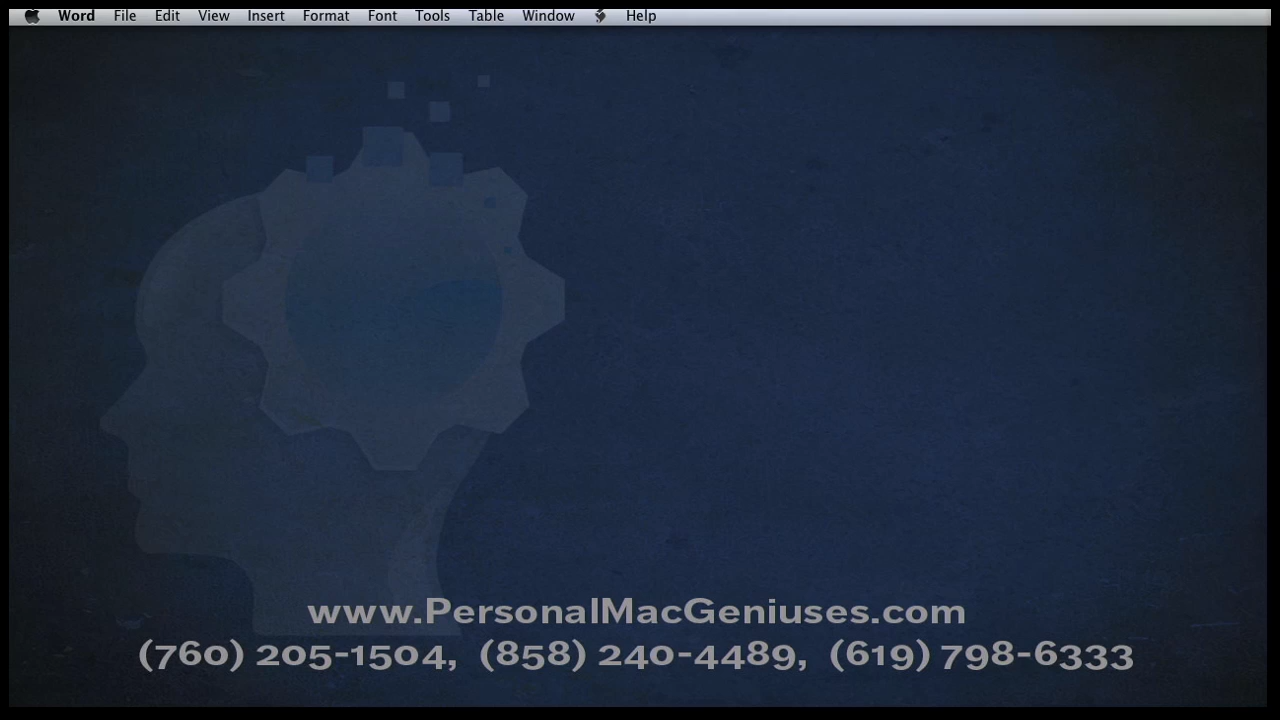 Word File Edit View Insert Format Font Tools Table Window Help
www.PersonalMacGeniuses.com
(760) 205-1504, (858) 240-4489, (619) 798-6333